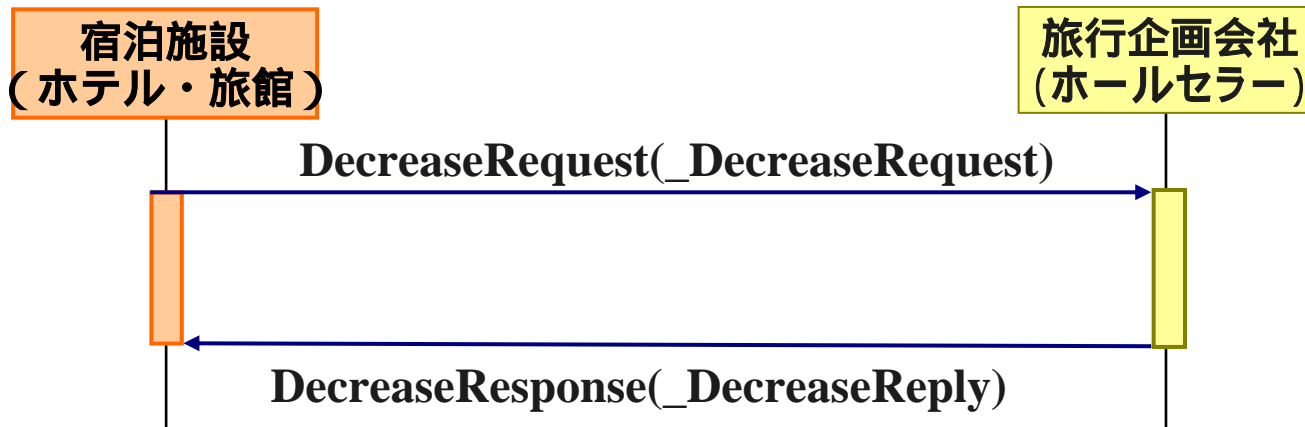 宿泊施設
(ホテル・旅館)
旅行企画会社
(ホールセラー)
DecreaseRequest(_DecreaseRequest)
DecreaseResponse(_DecreaseReply)